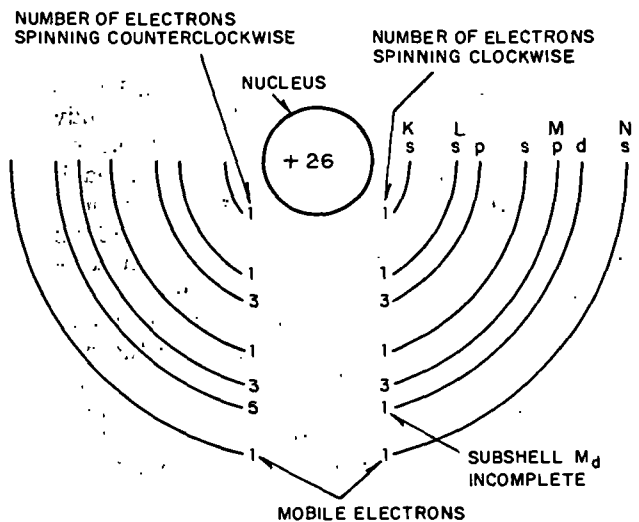 NUMBER OF ELECTRONS
SPINNING COUNTERCLOCKWISE
NUMBER OF ELECTRONS
SPINNING CLOCKWISE
NUCLEUS
+ 26
K L M N
s s p s p d s
1 1
1 1
3 3
1 1
3 3
5 1
1 1
SUBSHELL Md
INCOMPLETE
MOBILE ELECTRONS